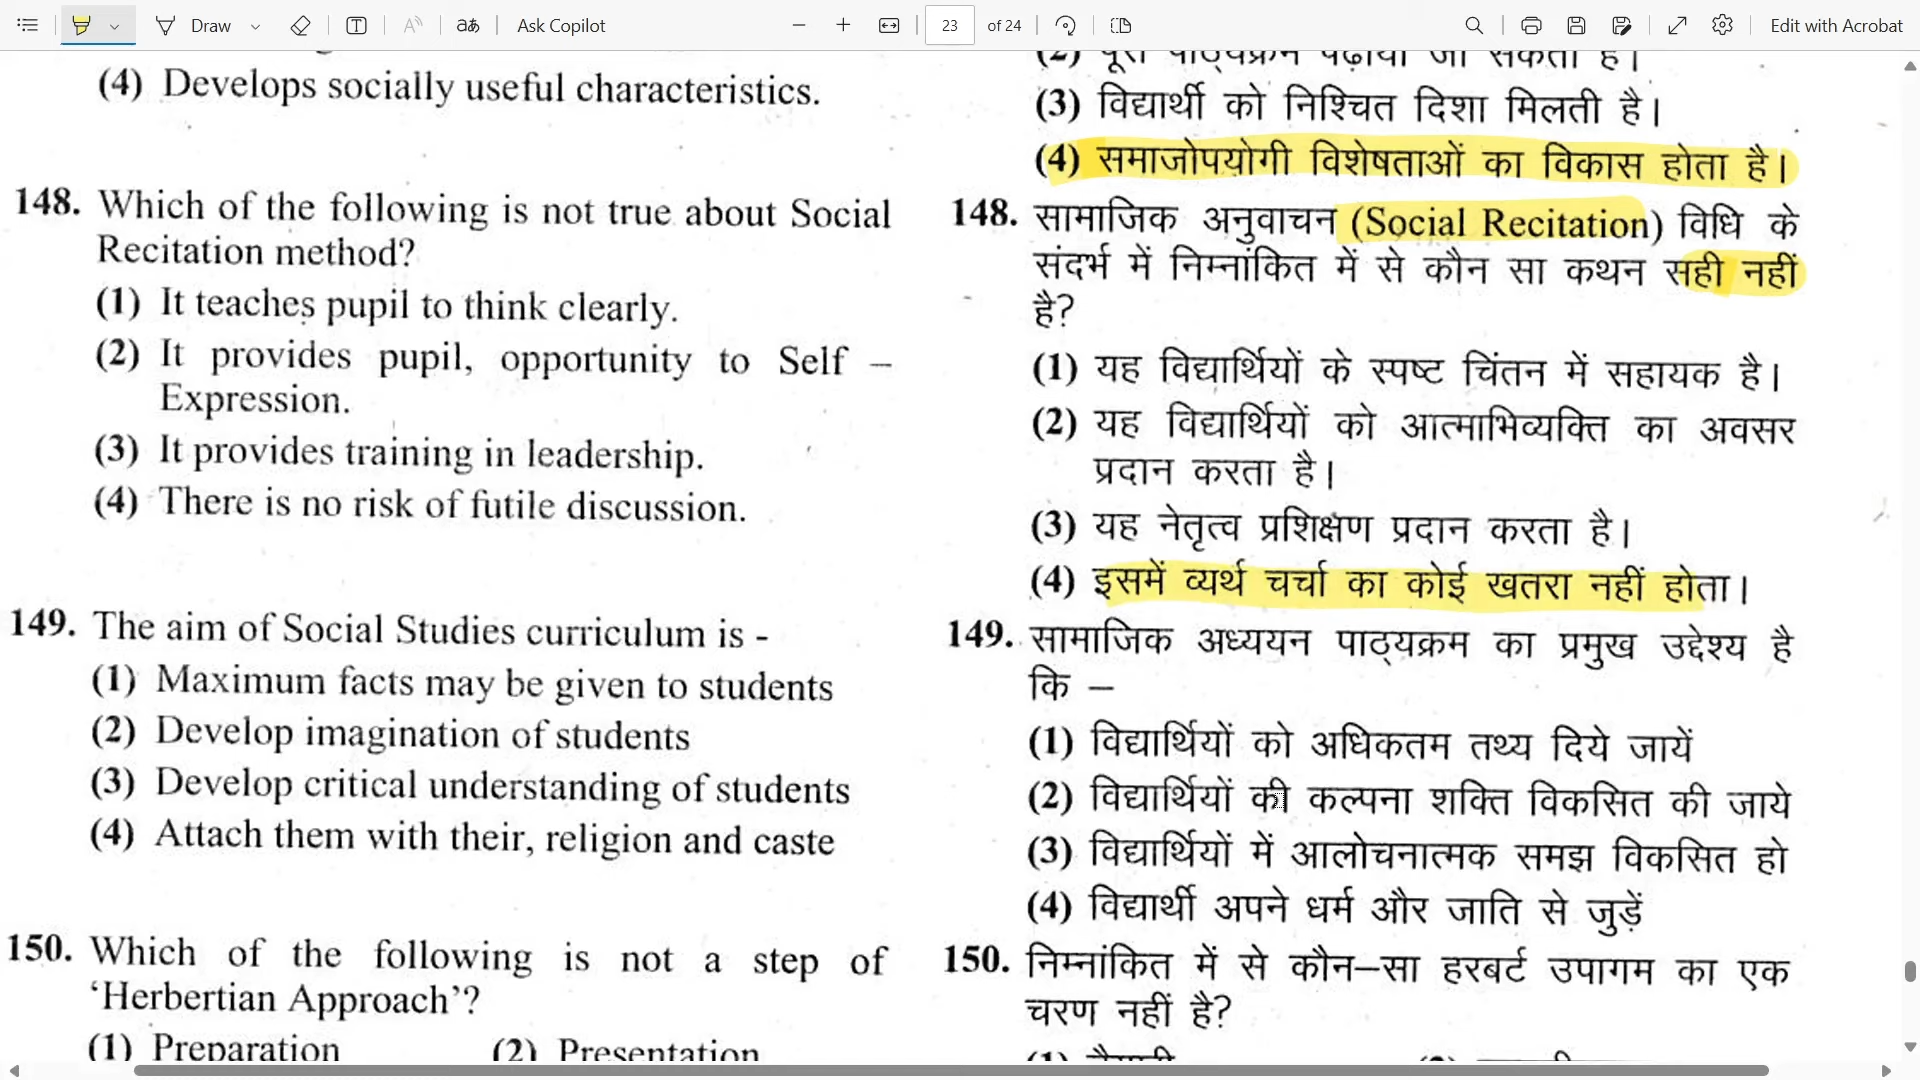 Draw
Ask Copilot
23
of 24
Edit with Acrobat
(4) Develops socially useful characteristics.
148. Which of the following is not true about Social
Recitation method?
(1) It teaches pupil to think clearly.
(2) It provides pupil, opportunity to Self –
Expression.
(3) It provides training in leadership.
(4) There is no risk of futile discussion.
149. The aim of Social Studies curriculum is -
(1) Maximum facts may be given to students
(2) Develop imagination of students
(3) Develop critical understanding of students
(4) Attach them with their, religion and caste
150. Which of the following is not a step of
‘Herbertian Approach’?
(1) Preparation (2) Presentation
(2) पूरा पाठ्यक्रम पढ़ाया जा सकता है।
(3) विद्यार्थी को निश्चित दिशा मिलती है।
(4) समाजोपयोगी विशेषताओं का विकास होता है।
148. सामाजिक अनुवाचन (Social Recitation) विधि के
संदर्भ में निम्नांकित में से कौन सा कथन सही नहीं
है?
(1) यह विद्यार्थियों के स्पष्ट चिंतन में सहायक है।
(2) यह विद्यार्थियों को आत्माभिव्यक्ति का अवसर
प्रदान करता है।
(3) यह नेतृत्व प्रशिक्षण प्रदान करता है।
(4) इसमें व्यर्थ चर्चा का कोई खतरा नहीं होता।
149. सामाजिक अध्ययन पाठ्यक्रम का प्रमुख उद्देश्य है
कि –
(1) विद्यार्थियों को अधिकतम तथ्य दिये जायें
(2) विद्यार्थियों की कल्पना शक्ति विकसित की जाये
(3) विद्यार्थियों में आलोचनात्मक समझ विकसित हो
(4) विद्यार्थी अपने धर्म और जाति से जुड़ें
150. निम्नांकित में से कौन–सा हरबर्ट उपागम का एक
चरण नहीं है?